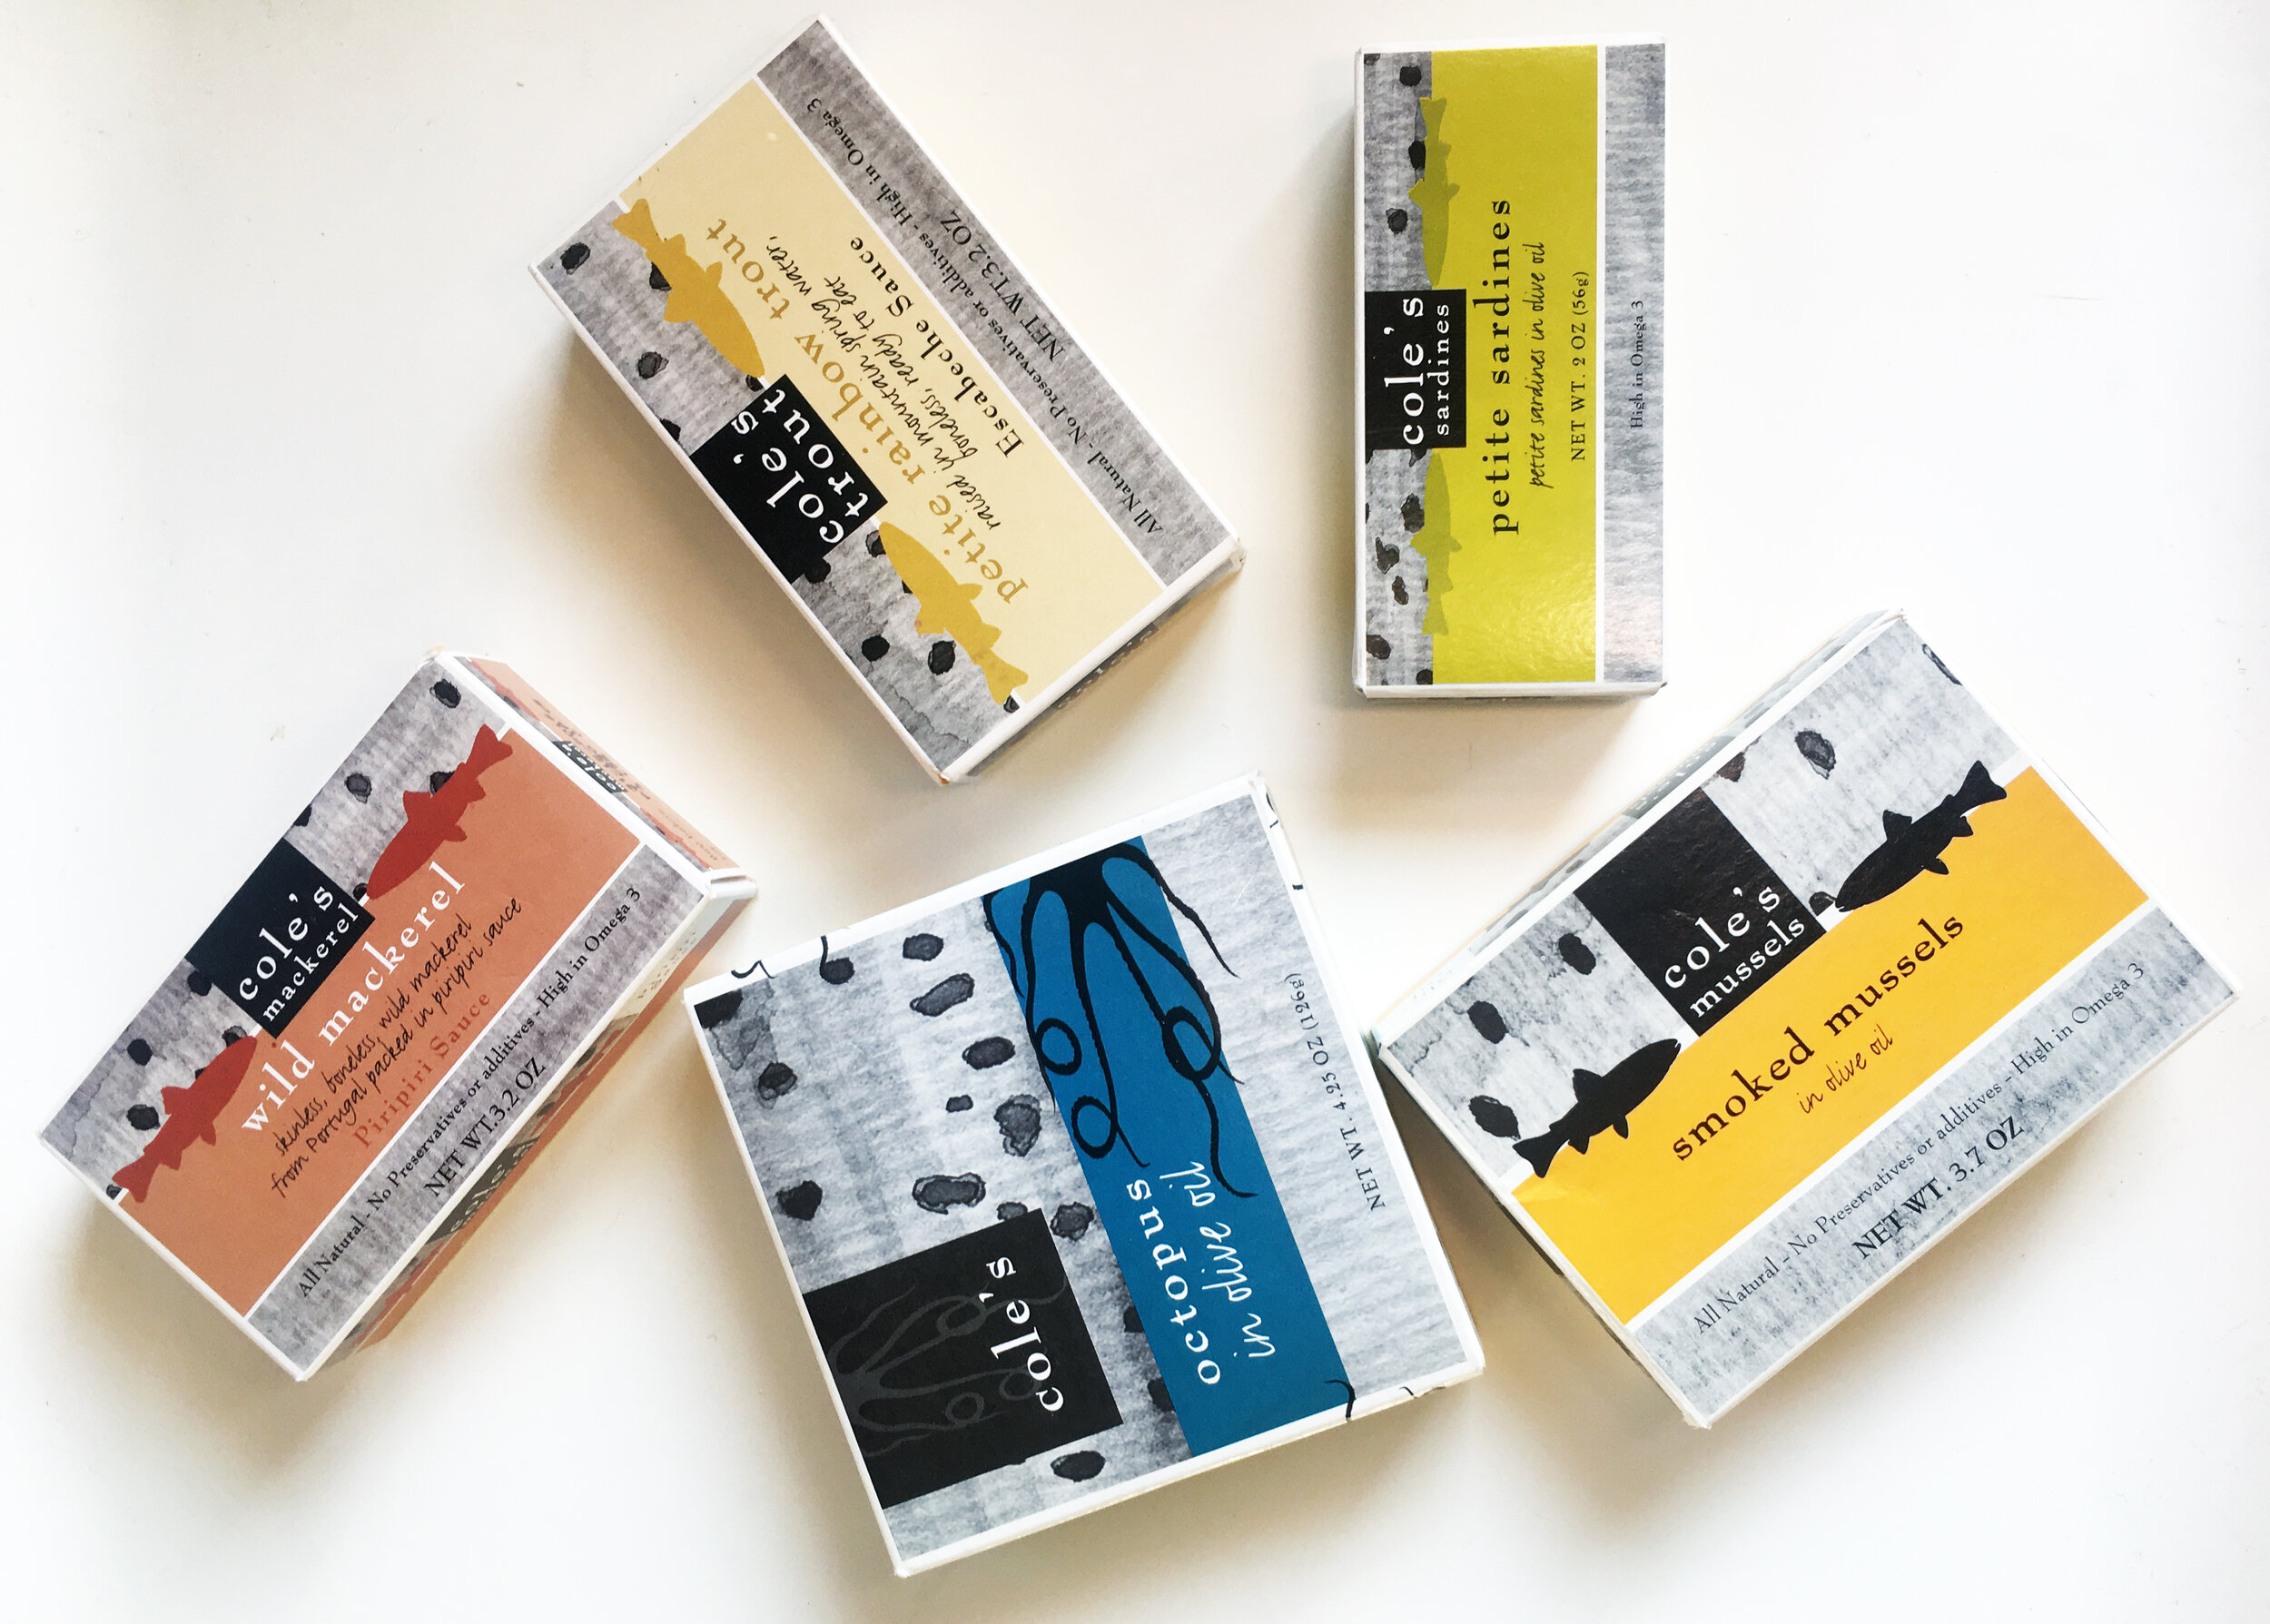 cole's
trout
petite rainbow trout
raised in mountain spring water,
boneless, ready to eat
Escabeche Sauce
All Natural - No Preservatives or additives - High in Omega 3
NET WT.3.2 OZ
cole's
sardines
petite sardines
petite sardines in olive oil
NET WT. 2 OZ (56g)
High in Omega 3
cole's
mackerel
wild mackerel
skinless, boneless, wild mackerel
from Portugal packed in piripiri sauce
Piripiri Sauce
All Natural - No Preservatives or additives - High in Omega 3
NET WT.3.2 OZ
cole's
cole's
octopus
in olive oil
NET WT. 4.25 OZ (126g)
cole's
mussels
smoked mussels
in olive oil
All Natural - No Preservatives or additives - High in Omega 3
NET WT. 3.7 OZ